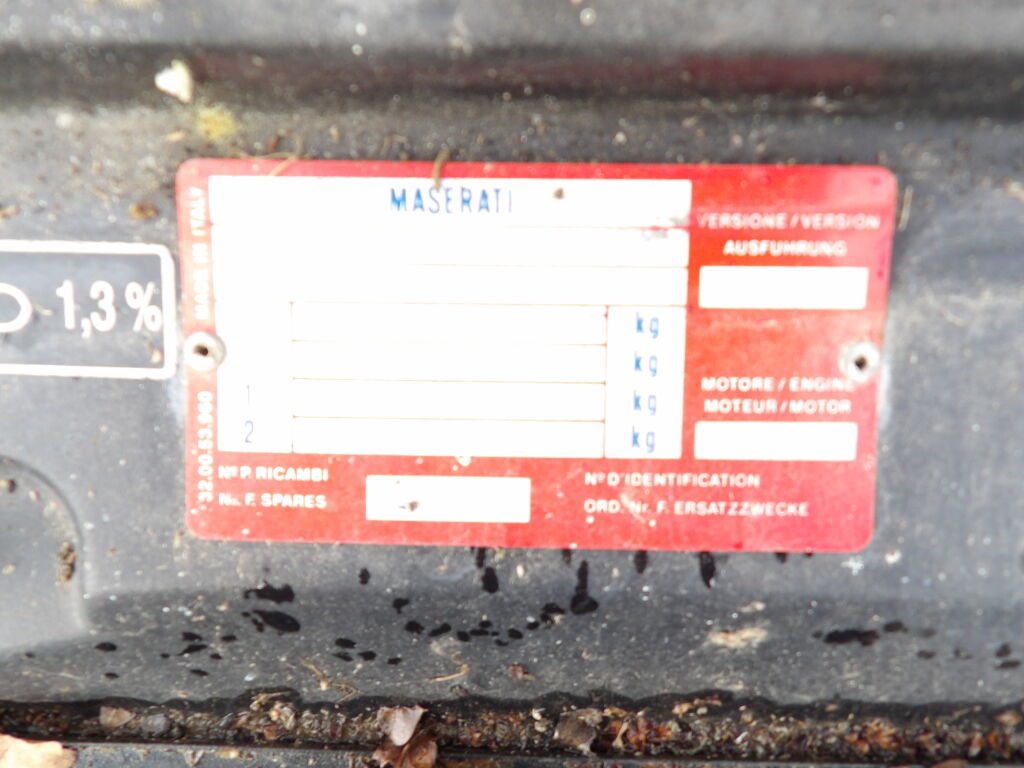 MASERATI
MADE IN ITALY
VERSIONE/VERSION
AUSFUHRUNG
1,3 %
kg
kg
1 kg
2 kg
MOTORE/ENGINE
MOTEUR/MOTOR
32.00.53.960
Nº P. RICAMBI
Nr. F. SPARES
Nº D'IDENTIFICATION
ORD. Nr. F. ERSATZZWECKE